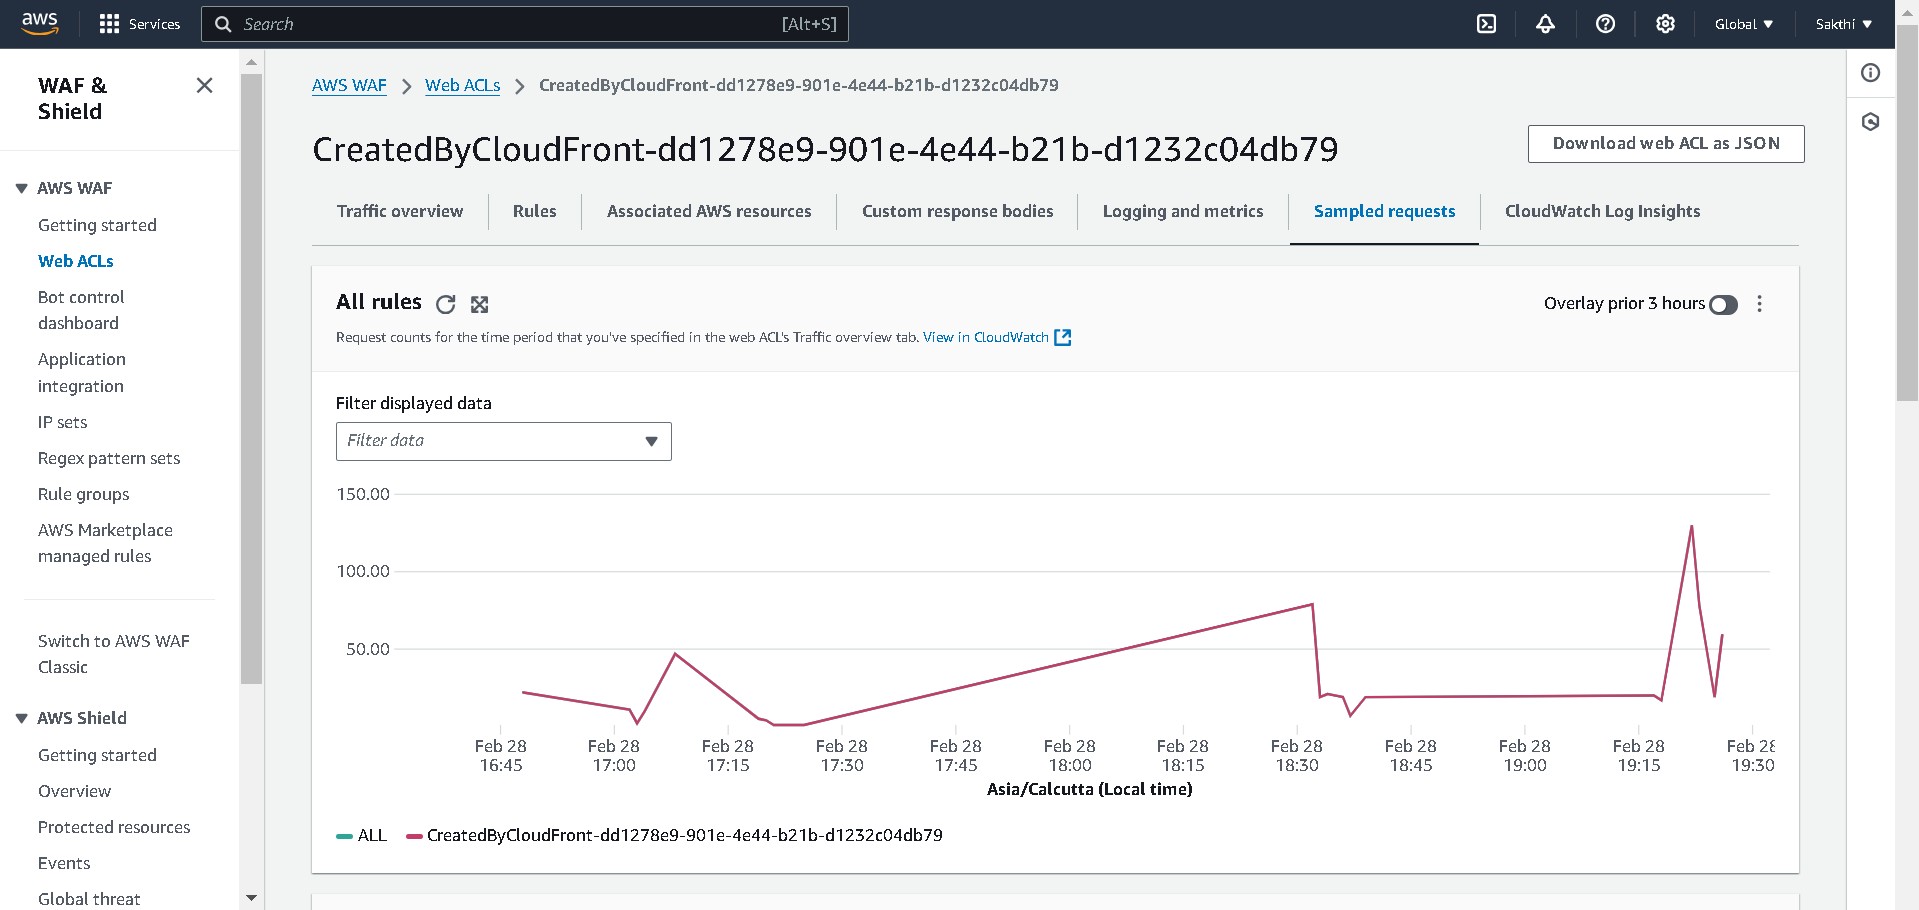 aws
Services
Search
[Alt+S]
Global
Sakthi
WAF &
Shield
AWS WAF
Getting started
Web ACLs
Bot control
dashboard
Application
integration
IP sets
Regex pattern sets
Rule groups
AWS Marketplace
managed rules
Switch to AWS WAF
Classic
AWS Shield
Getting started
Overview
Protected resources
Events
Global threat
AWS WAF
Web ACLs
CreatedByCloudFront-dd1278e9-901e-4e44-b21b-d1232c04db79
CreatedByCloudFront-dd1278e9-901e-4e44-b21b-d1232c04db79
Download web ACL as JSON
Traffic overview
Rules
Associated AWS resources
Custom response bodies
Logging and metrics
Sampled requests
CloudWatch Log Insights
All rules
Overlay prior 3 hours
Request counts for the time period that you've specified in the web ACL's Traffic overview tab. View in CloudWatch
Filter displayed data
Filter data
150.00
100.00
50.00
Feb 28
16:45
Feb 28
17:00
Feb 28
17:15
Feb 28
17:30
Feb 28
17:45
Feb 28
18:00
Feb 28
18:15
Feb 28
18:30
Feb 28
18:45
Feb 28
19:00
Feb 28
19:15
Feb 28
19:30
Asia/Calcutta (Local time)
ALL
CreatedByCloudFront-dd1278e9-901e-4e44-b21b-d1232c04db79